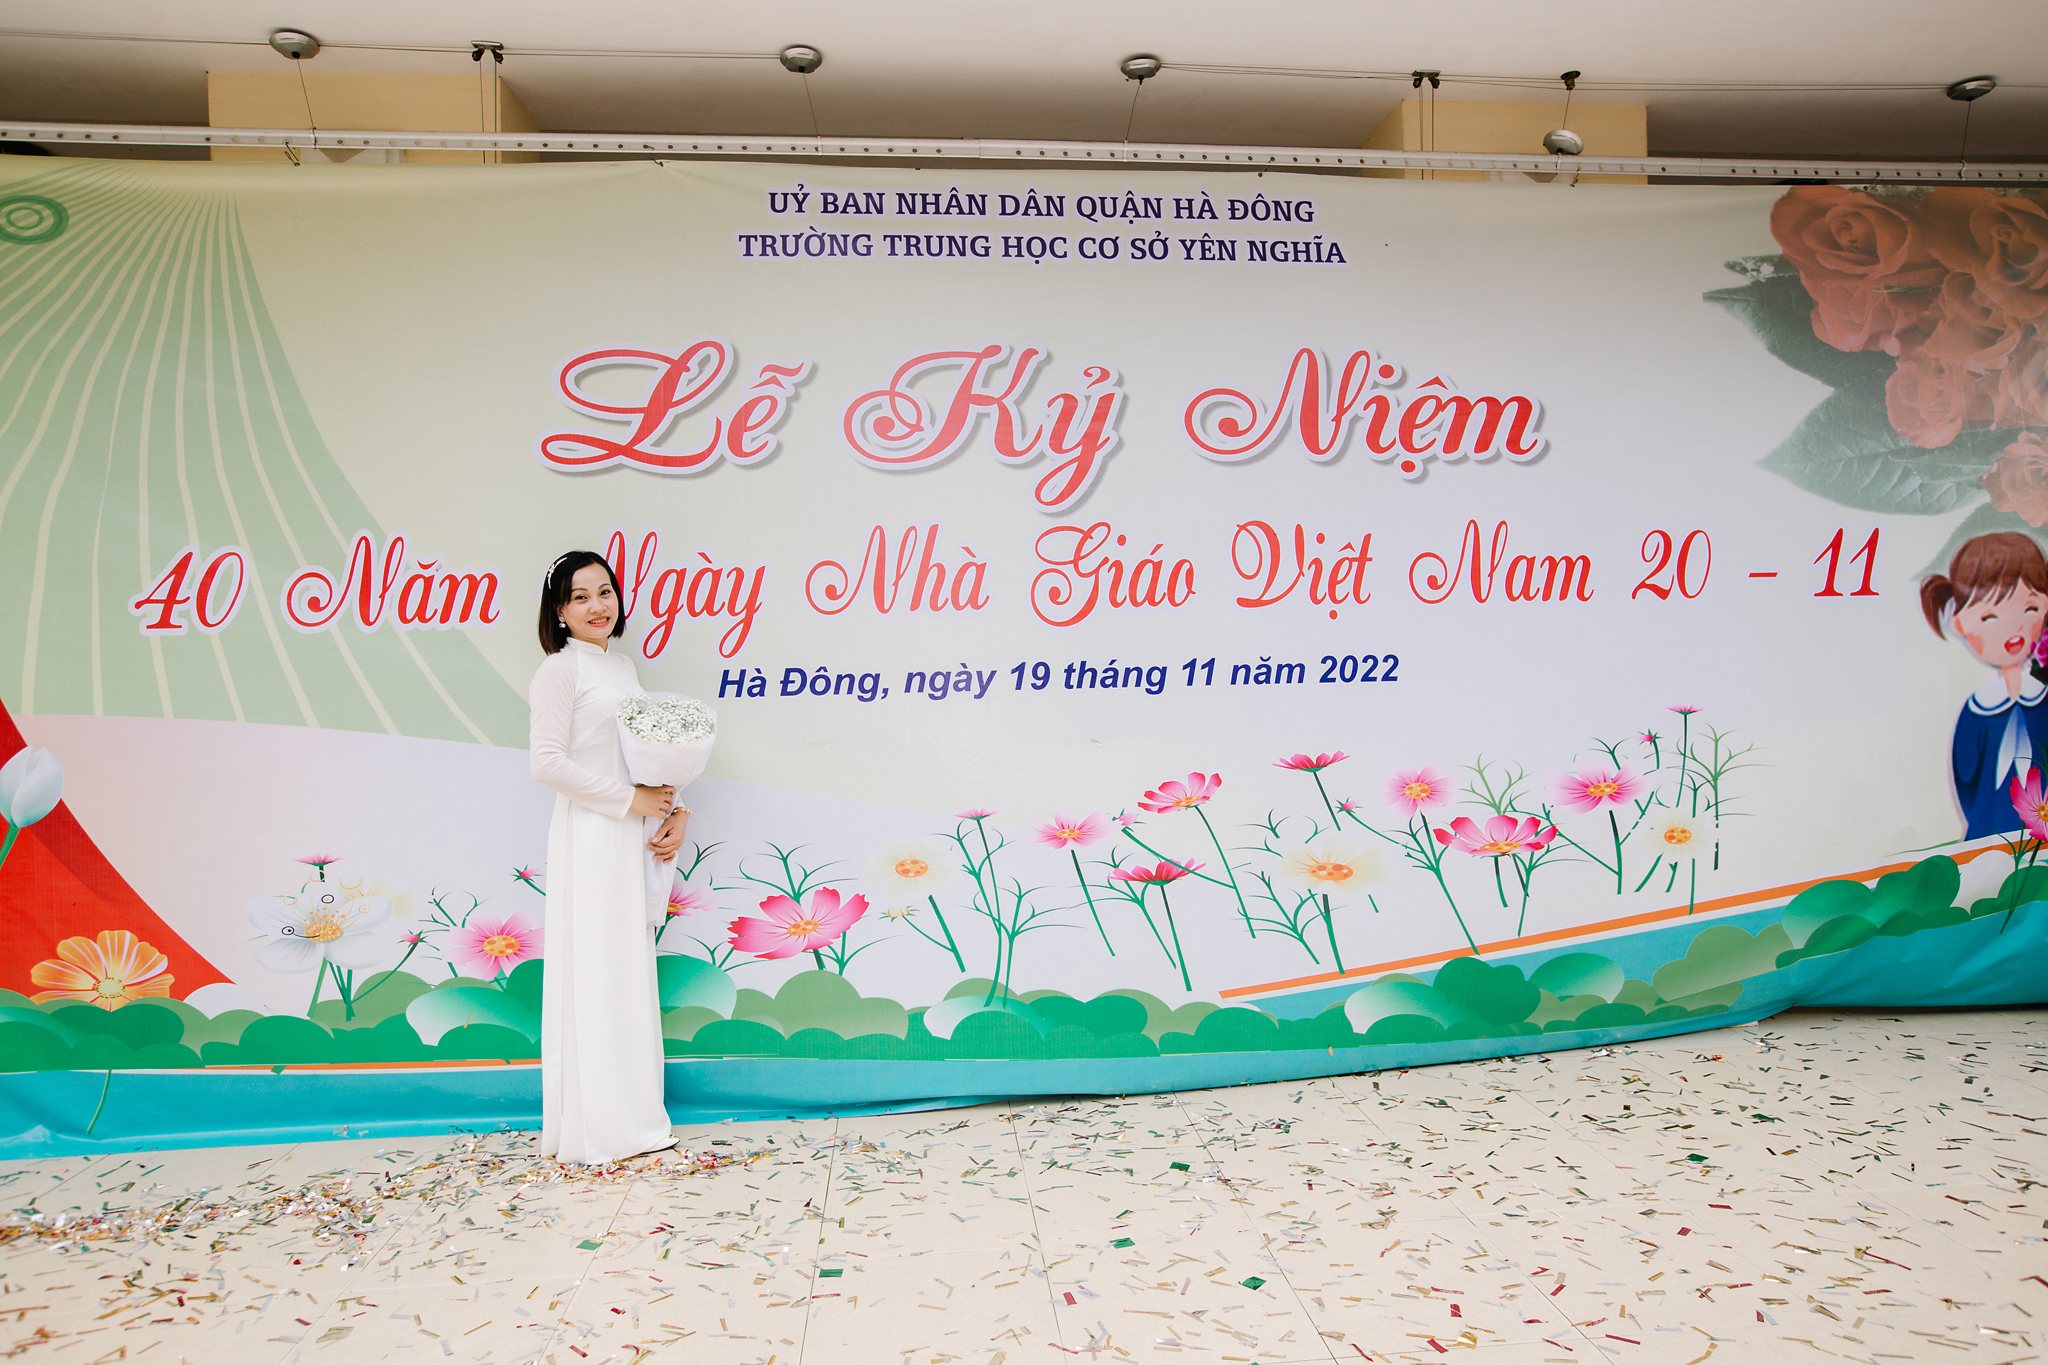 UỶ BAN NHÂN DÂN QUẬN HÀ ĐÔNG
TRƯỜNG TRUNG HỌC CƠ SỞ YÊN NGHĨA
Lễ Kỷ Niệm
40 Năm Ngày Nhà Giáo Việt Nam 20 - 11
Hà Đông, ngày 19 tháng 11 năm 2022